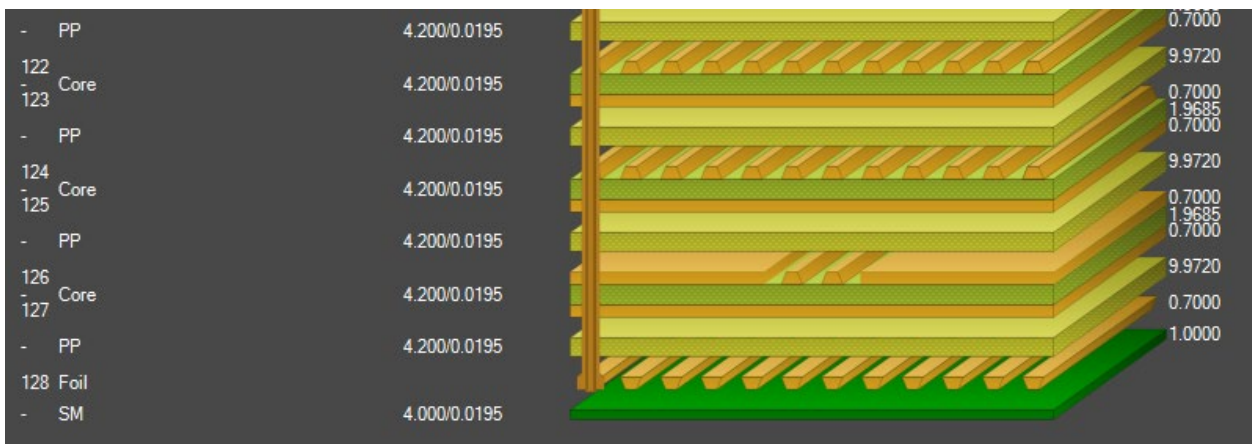 - PP 4.200/0.0195
0.7000
122
- Core 4.200/0.0195
123
9.9720
0.7000
1.9685
- PP 4.200/0.0195
0.7000
124
- Core 4.200/0.0195
125
9.9720
0.7000
1.9685
- PP 4.200/0.0195
0.7000
126
- Core 4.200/0.0195
127
9.9720
0.7000
- PP 4.200/0.0195
1.0000
128 Foil
- SM 4.000/0.0195